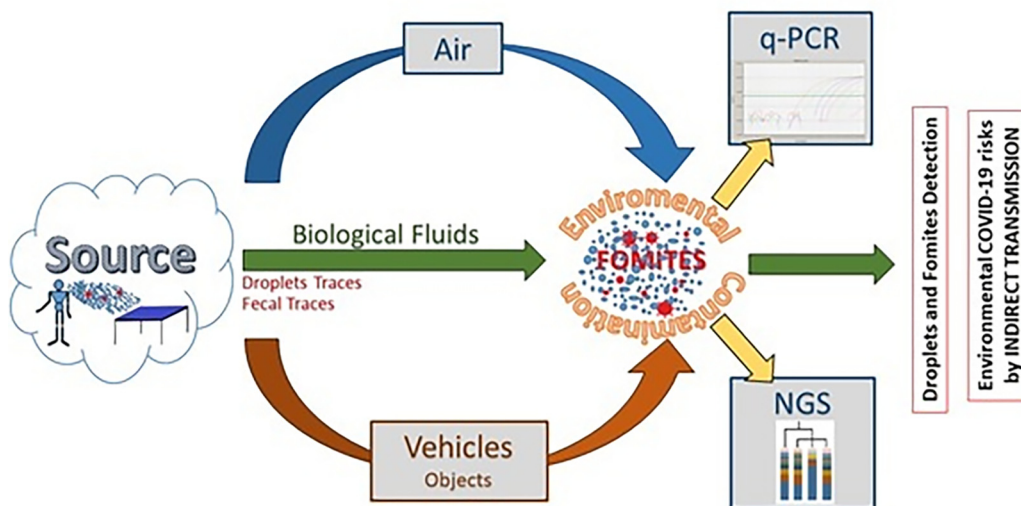 Air
q-PCR
Source
Biological Fluids
Droplets Traces
Fecal Traces
Enviromental
FOMITES
Contamination
Vehicles
Objects
NGS
Droplets and Fomites Detection
Environmental COVID-19 risks
by INDIRECT TRANSMISSION